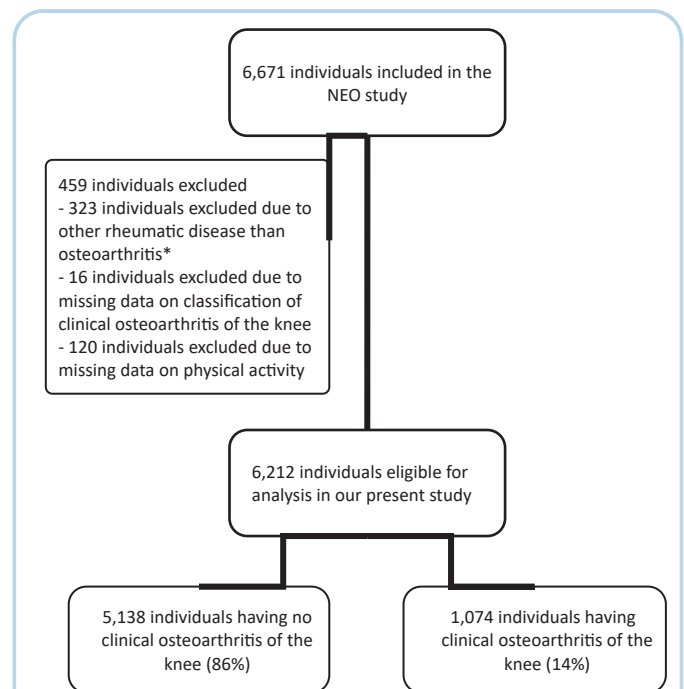 6,671 individuals included in the
NEO study
459 individuals excluded
- 323 individuals excluded due to
other rheumatic disease than
osteoarthritis*
- 16 individuals excluded due to
missing data on classification of
clinical osteoarthritis of the knee
- 120 individuals excluded due to
missing data on physical activity
6,212 individuals eligible for
analysis in our present study
5,138 individuals having no
clinical osteoarthritis of the
knee (86%)
1,074 individuals having
clinical osteoarthritis of the
knee (14%)